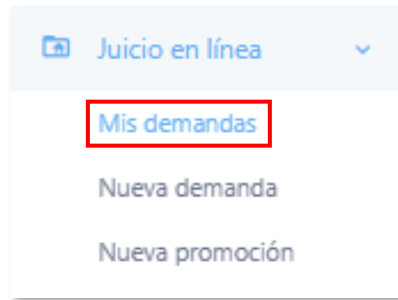 Juicio en línea
Mis demandas
Nueva demanda
Nueva promoción